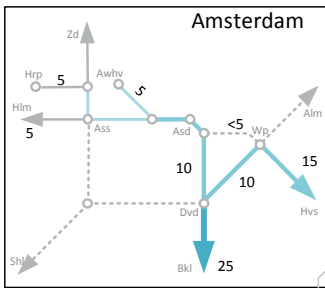 Amsterdam
Zd
Hrp
5
Awhv
5
Alm
Hlm
5
Ass
Asd
<5
Wp
15
10
10
Hvs
Dvd
Shl
Bkl
25